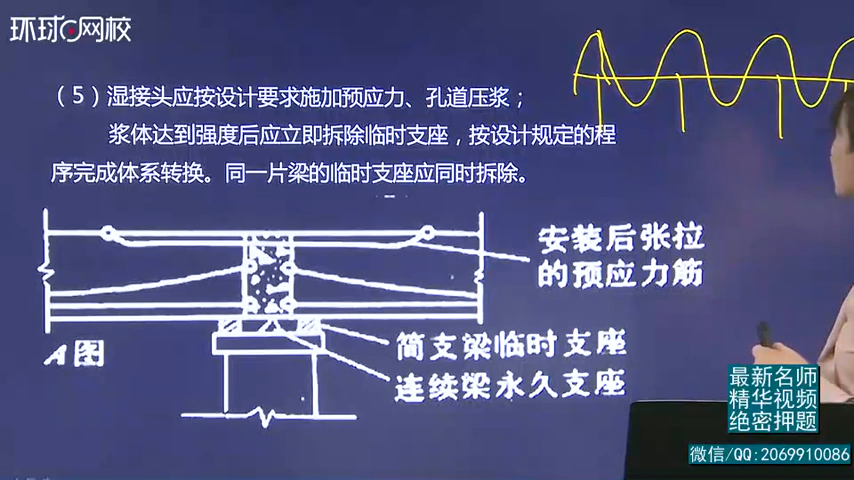 环球网校
（5）湿接头应按设计要求施加预应力、孔道压浆；
浆体达到强度后应立即拆除临时支座，按设计规定的程
序完成体系转换。同一片梁的临时支座应同时拆除。
安装后张拉
的预应力筋
简支梁临时支座
连续梁永久支座
A图
最新名师
精华视频
绝密押题
微信/QQ:2069910086